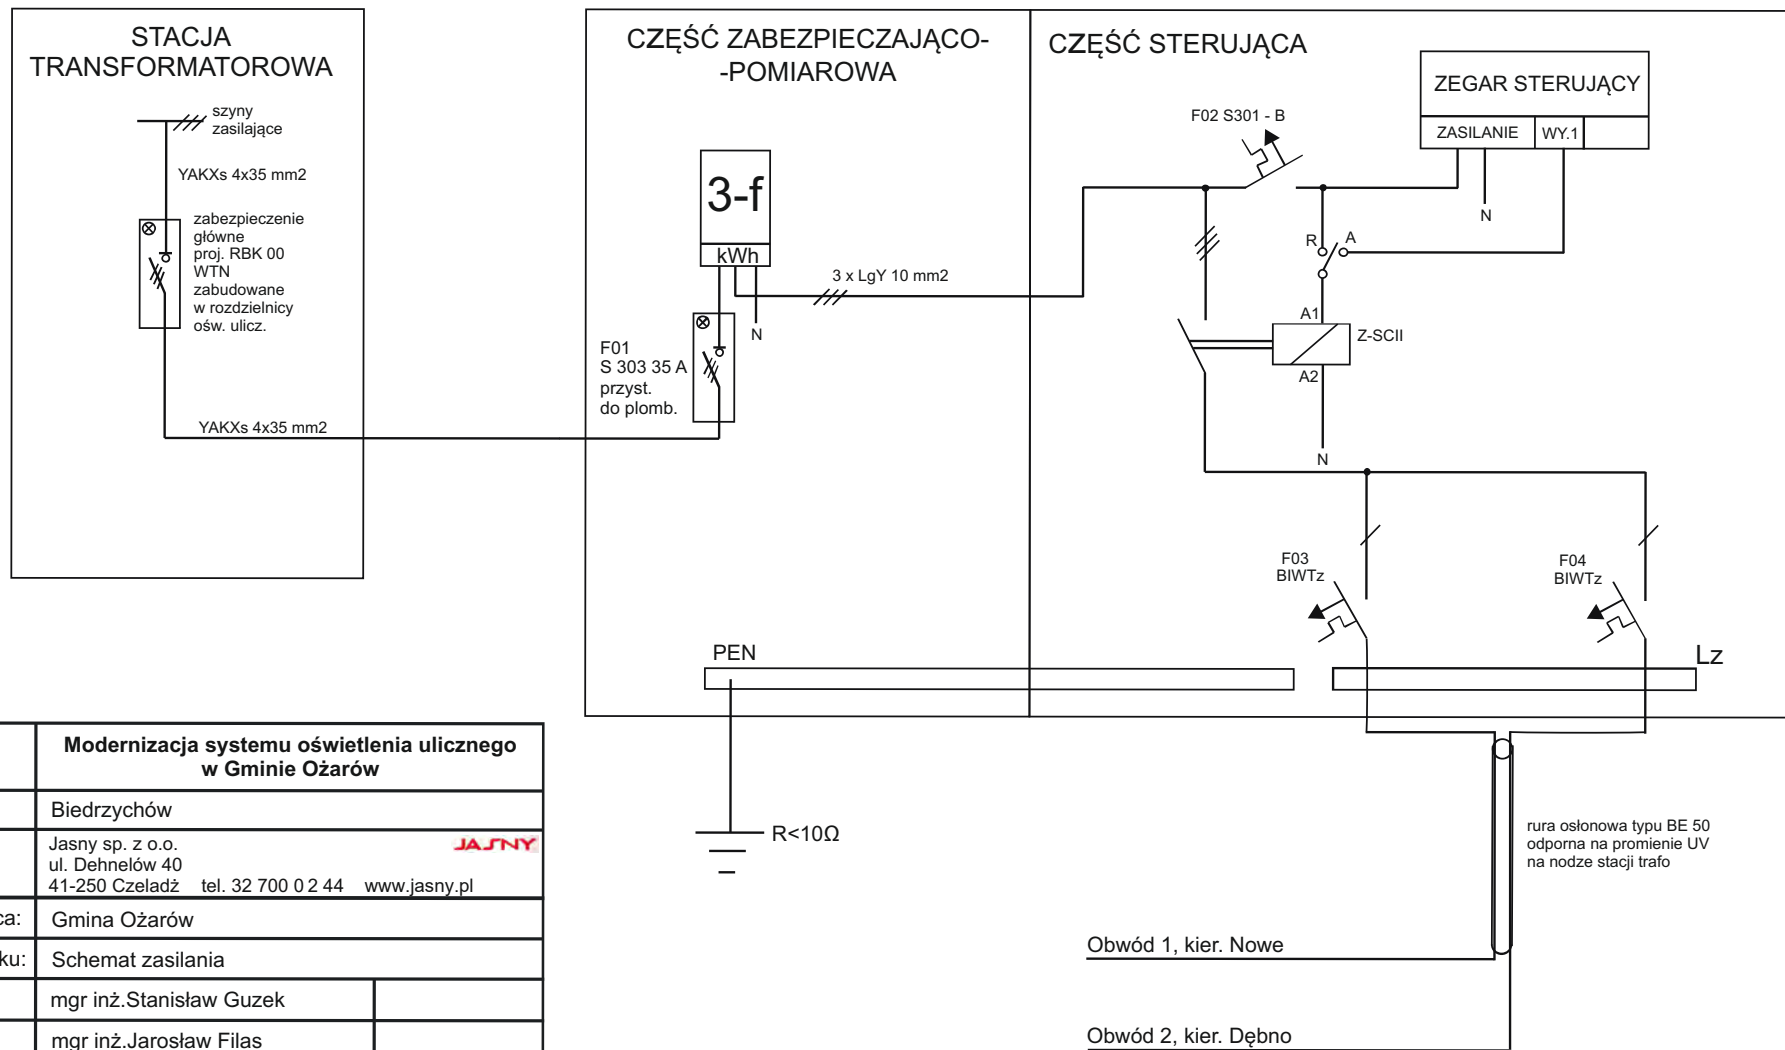 STACJA
TRANSFORMATOROWA
szyny
zasilające
YAKXs 4x35 mm2
zabezpieczenie
główne
proj. RBK 00
WTN
zabudowane
w rozdzielnicy
ośw. ulicz.
YAKXs 4x35 mm2
CZĘŚĆ ZABEZPIECZAJĄCO-
-POMIAROWA
3-f
kWh
N
F01
S 303 35 A
przyst.
do plomb.
3 x LgY 10 mm2
CZĘŚĆ STERUJĄCA
F02 S301 - B
ZEGAR STERUJĄCY
ZASILANIE WY.1
N
R A
A1
Z-SCII
A2
N
F03
BIWTz
F04
BIWTz
PEN
Lz
R<10Ω
rura osłonowa typu BE 50
odporna na promienie UV
na nodze stacji trafo
Obwód 1, kier. Nowe
Obwód 2, kier. Dębno
Modernizacja systemu oświetlenia ulicznego
w Gminie Ożarów
Biedrzychów
Jasny sp. z o.o.
JASNY
ul. Dehnelów 40
41-250 Czeladż tel. 32 700 0 2 44 www.jasny.pl
ca: Gmina Ożarów
ku: Schemat zasilania
mgr inż.Stanisław Guzek
mgr inż.Jarosław Filas